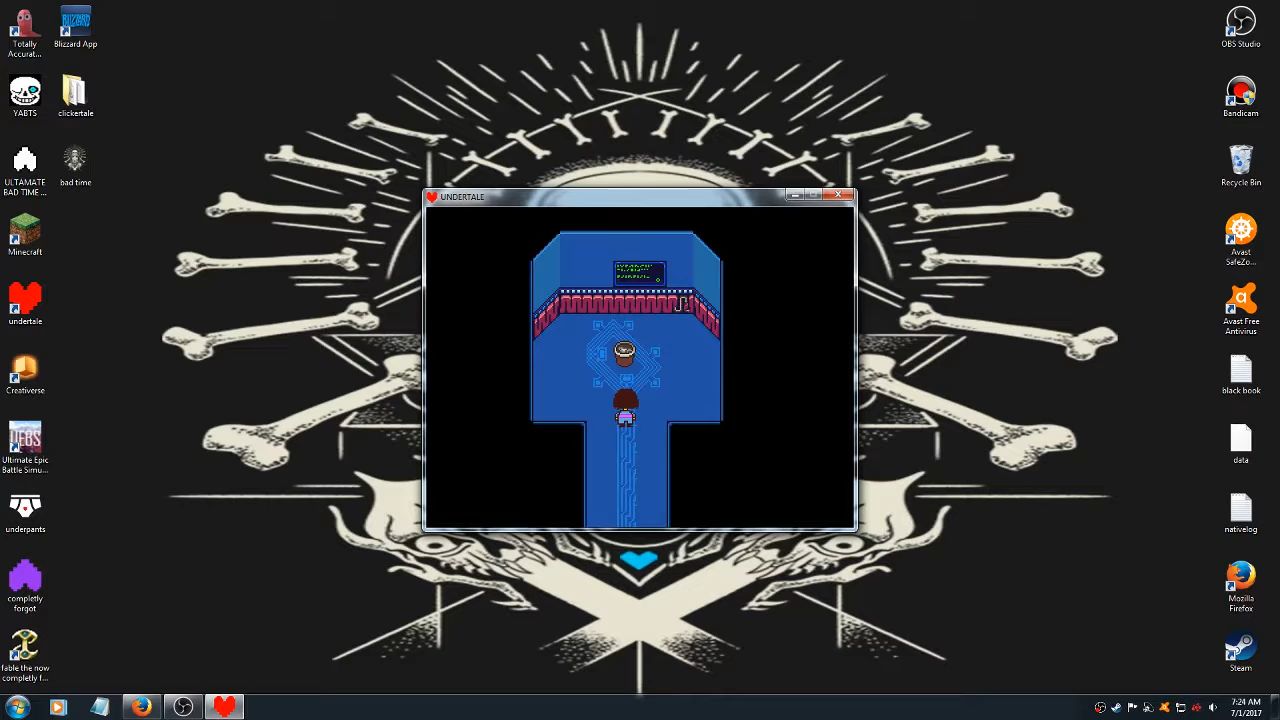 Totally
Accurat...
Blizzard App
YABTS
clickertale
ULTIMATE
BAD TIME ...
bad time
Minecraft
undertale
Creativerse
Ultimate Epic
Battle Simu...
underpants
completly
forgot
fable the now
completly f...
UNDERTALE
OBS Studio
Bandicam
Recycle Bin
Avast
SafeZo...
Avast Free
Antivirus
black book
data
nativelog
Mozilla
Firefox
Steam
7:24 AM
7/1/2017